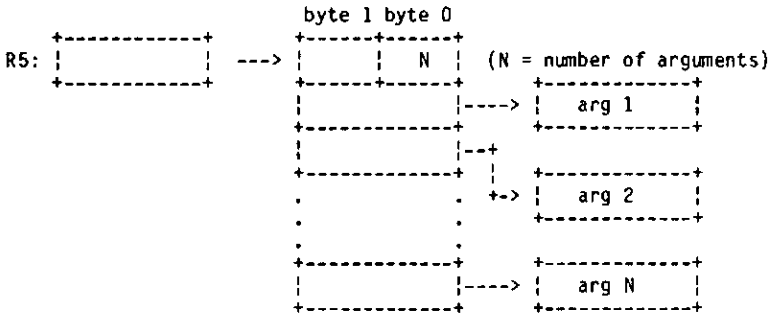 byte 1 byte 0
R5: ---> N (N = number of arguments)
----> arg 1
--+
+-> arg 2
.
.
.
----> arg N